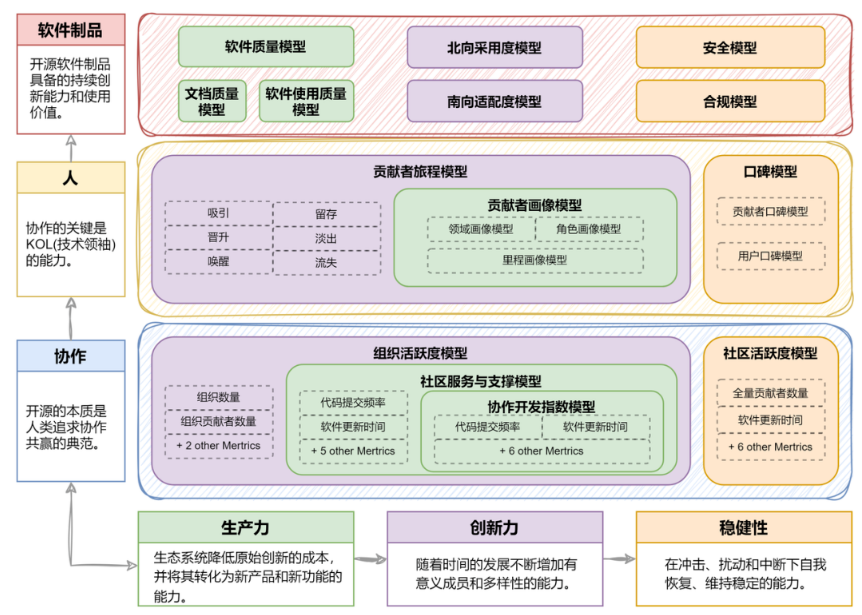 软件制品
开源软件制品
具备的持续创
新能力和使用
价值。
软件质量模型
北向采用度模型
安全模型
文档质量
模型
软件使用质量
模型
南向适配度模型
合规模型
人
协作的关键是
KOL(技术领袖)
的能力。
贡献者旅程模型
吸引
留存
晋升
淡出
唤醒
流失
贡献者画像模型
领域画像模型
角色画像模型
里程画像模型
口碑模型
贡献者口碑模型
用户口碑模型
协作
开源的本质是
人类追求协作
共赢的典范。
组织活跃度模型
组织数量
组织贡献者数量
+ 2 other Mertrics
社区服务与支撑模型
代码提交频率
软件更新时间
+ 5 other Mertrics
协作开发指数模型
代码提交频率
软件更新时间
+ 6 other Mertrics
社区活跃度模型
全量贡献者数量
软件更新时间
+ 6 other Mertrics
生产力
生态系统降低原始创新的成本，
并将其转化为新产品和新功能的
能力。
创新力
随着时间的发展不断增加有
意义成员和多样性的能力。
稳健性
在冲击、扰动和中断下自我
恢复、维持稳定的能力。